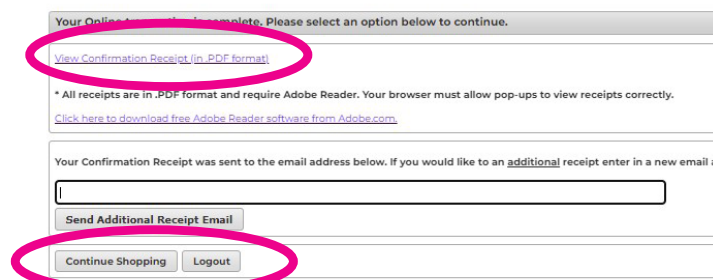 Your Online transaction is complete. Please select an option below to continue.
View Confirmation Receipt (in .PDF format)
* All receipts are in .PDF format and require Adobe Reader. Your browser must allow pop-ups to view receipts correctly.
Click here to download free Adobe Reader software from Adobe.com.
Your Confirmation Receipt was sent to the email address below. If you would like to an additional receipt enter in a new email
Send Additional Receipt Email
Continue Shopping Logout